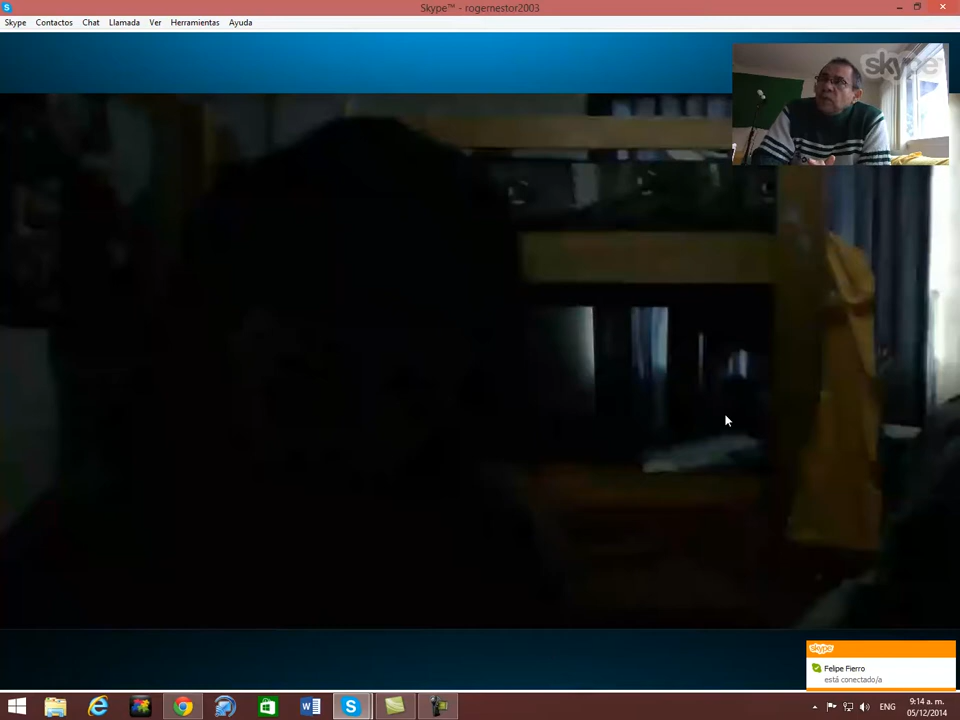 Skype™ - rogernestor2003
Skype Contactos Chat Llamada Ver Herramientas Ayuda
skype
skype
Felipe Fierro
está conectado/a
ENG
9:14 a. m.
05/12/2014